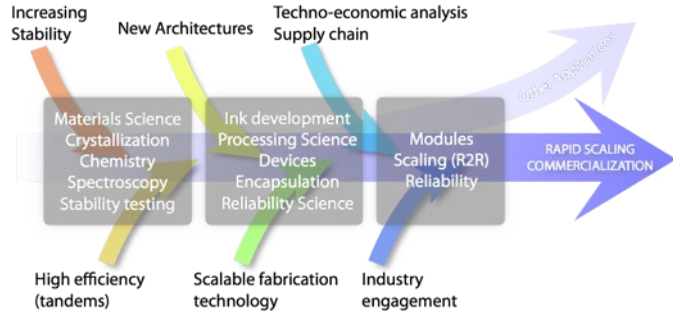 Increasing
Stability
New Architectures
Techno-economic analysis
Supply chain
Other Applications
Materials Science
Crystallization
Chemistry
Spectroscopy
Stability testing
Ink development
Processing Science
Devices
Encapsulation
Reliability Science
Modules
Scaling (R2R)
Reliability
RAPID SCALING
COMMERCIALIZATION
High efficiency
(tandems)
Scalable fabrication
technology
Industry
engagement